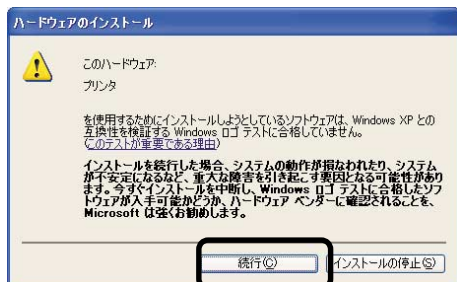 ハードウェアのインストール
このハードウェア:
プリンタ
を使用するためにインストールしようとしているソフトウェアは、Windows XP との
互換性を検証する Windows ロゴ テストに合格していません。
(このテストが重要である理由)
インストールを続行した場合、システムの動作が損なわれたり、システム
が不安定になるなど、重大な障害を引き起こす要因となる可能性があり
ます。今すぐインストールを中断し、Windows ロゴ テストに合格したソフ
トウェアが入手可能かどうか、ハードウェア ベンダーに確認されることを、
Microsoft は強くお勧めします。
続行(C)
インストールの停止(S)